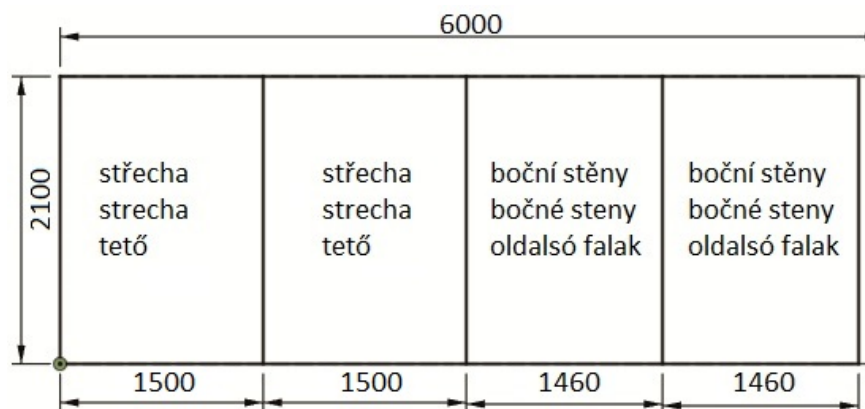 6000
2100
střecha
strecha
tető
střecha
strecha
tető
boční stěny
bočné steny
oldalsó falak
boční stěny
bočné steny
oldalsó falak
1500
1500
1460
1460